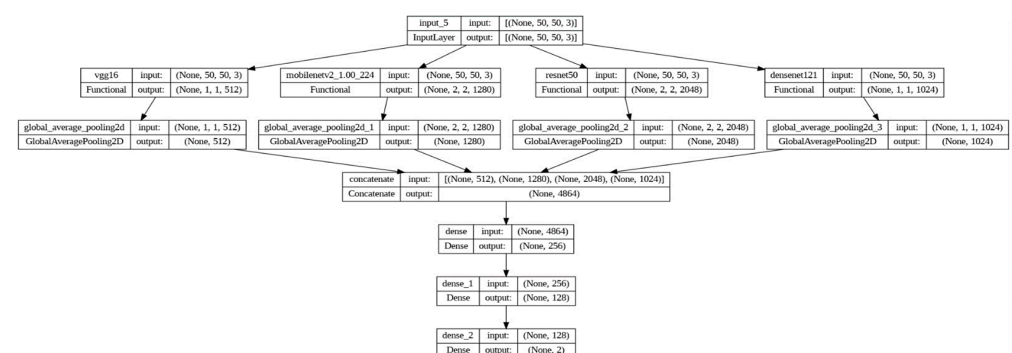 input_5 input: [(None, 50, 50, 3)]
InputLayer output: [(None, 50, 50, 3)]
vgg16 input: (None, 50, 50, 3)
Functional output: (None, 1, 1, 512)
mobilenetv2_1.00_224 input: (None, 50, 50, 3)
Functional output: (None, 2, 2, 1280)
resnet50 input: (None, 50, 50, 3)
Functional output: (None, 2, 2, 2048)
densenet121 input: (None, 50, 50, 3)
Functional output: (None, 1, 1, 1024)
global_average_pooling2d input: (None, 1, 1, 512)
GlobalAveragePooling2D output: (None, 512)
global_average_pooling2d_1 input: (None, 2, 2, 1280)
GlobalAveragePooling2D output: (None, 1280)
global_average_pooling2d_2 input: (None, 2, 2, 2048)
GlobalAveragePooling2D output: (None, 2048)
global_average_pooling2d_3 input: (None, 1, 1, 1024)
GlobalAveragePooling2D output: (None, 1024)
concatenate input: [(None, 512), (None, 1280), (None, 2048), (None, 1024)]
Concatenate output: (None, 4864)
dense input: (None, 4864)
Dense output: (None, 256)
dense_1 input: (None, 256)
Dense output: (None, 128)
dense_2 input: (None, 128)
Dense output: (None, 2)